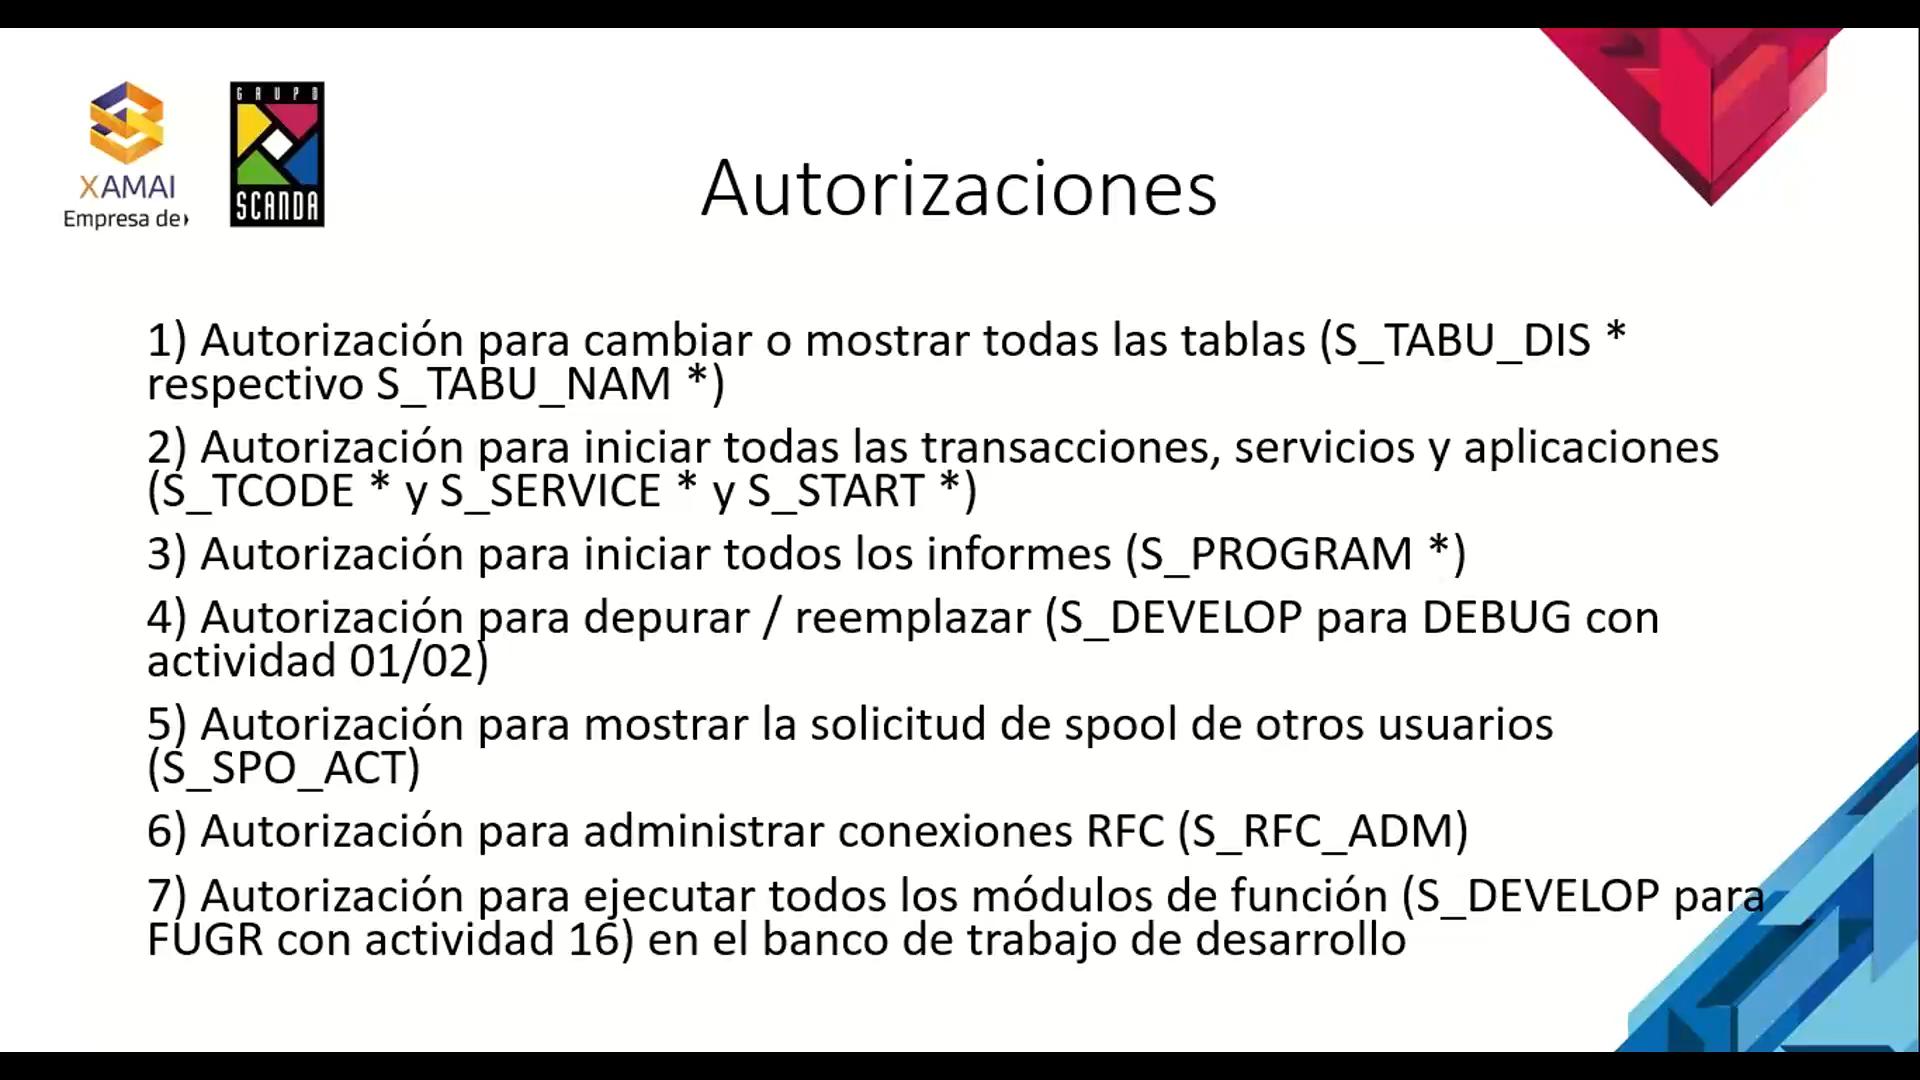 XAMAI
Empresa de
GRUPO
SCANDA
Autorizaciones
1) Autorización para cambiar o mostrar todas las tablas (S_TABU_DIS *
respectivo S_TABU_NAM *)
2) Autorización para iniciar todas las transacciones, servicios y aplicaciones
(S_TCODE * y S_SERVICE * y S_START *)
3) Autorización para iniciar todos los informes (S_PROGRAM *)
4) Autorización para depurar / reemplazar (S_DEVELOP para DEBUG con
actividad 01/02)
5) Autorización para mostrar la solicitud de spool de otros usuarios
(S_SPO_ACT)
6) Autorización para administrar conexiones RFC (S_RFC_ADM)
7) Autorización para ejecutar todos los módulos de función (S_DEVELOP para
FUGR con actividad 16) en el banco de trabajo de desarrollo